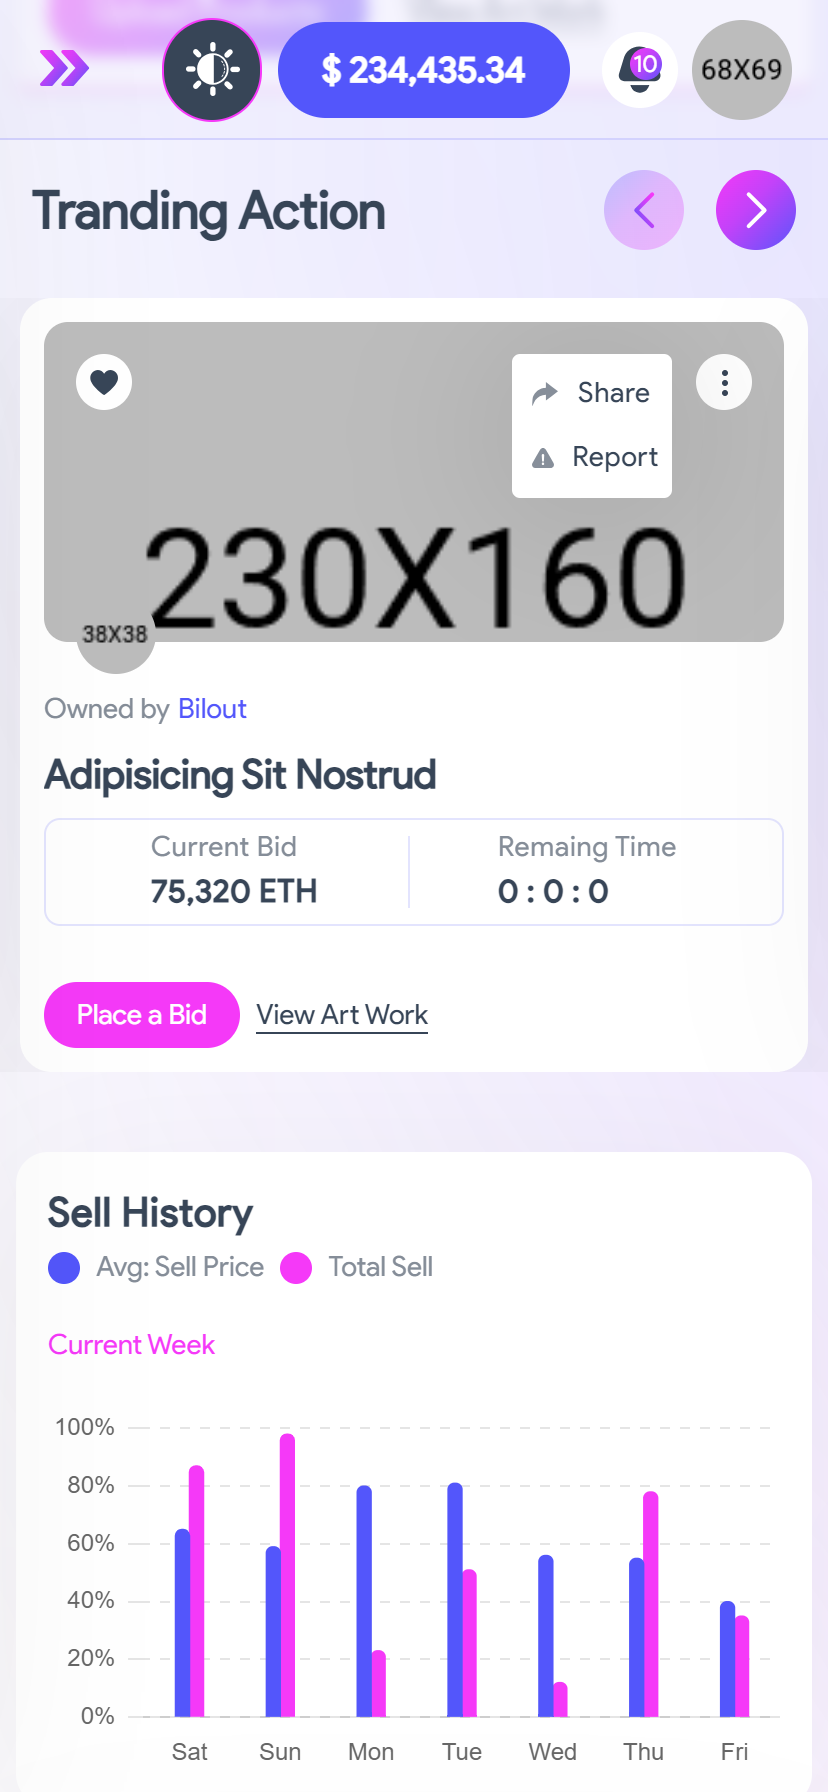 $ 234,435.34
10
68X69
Tranding Action
Share
Report
230X160
38X38
Owned by Bilout
Adipisicing Sit Nostrud
Current Bid
Remaing Time
75,320 ETH
0 : 0 : 0
Place a Bid
View Art Work
Sell History
Avg: Sell Price
Total Sell
Current Week
100%
80%
60%
40%
20%
0%
Sat Sun Mon Tue Wed Thu Fri